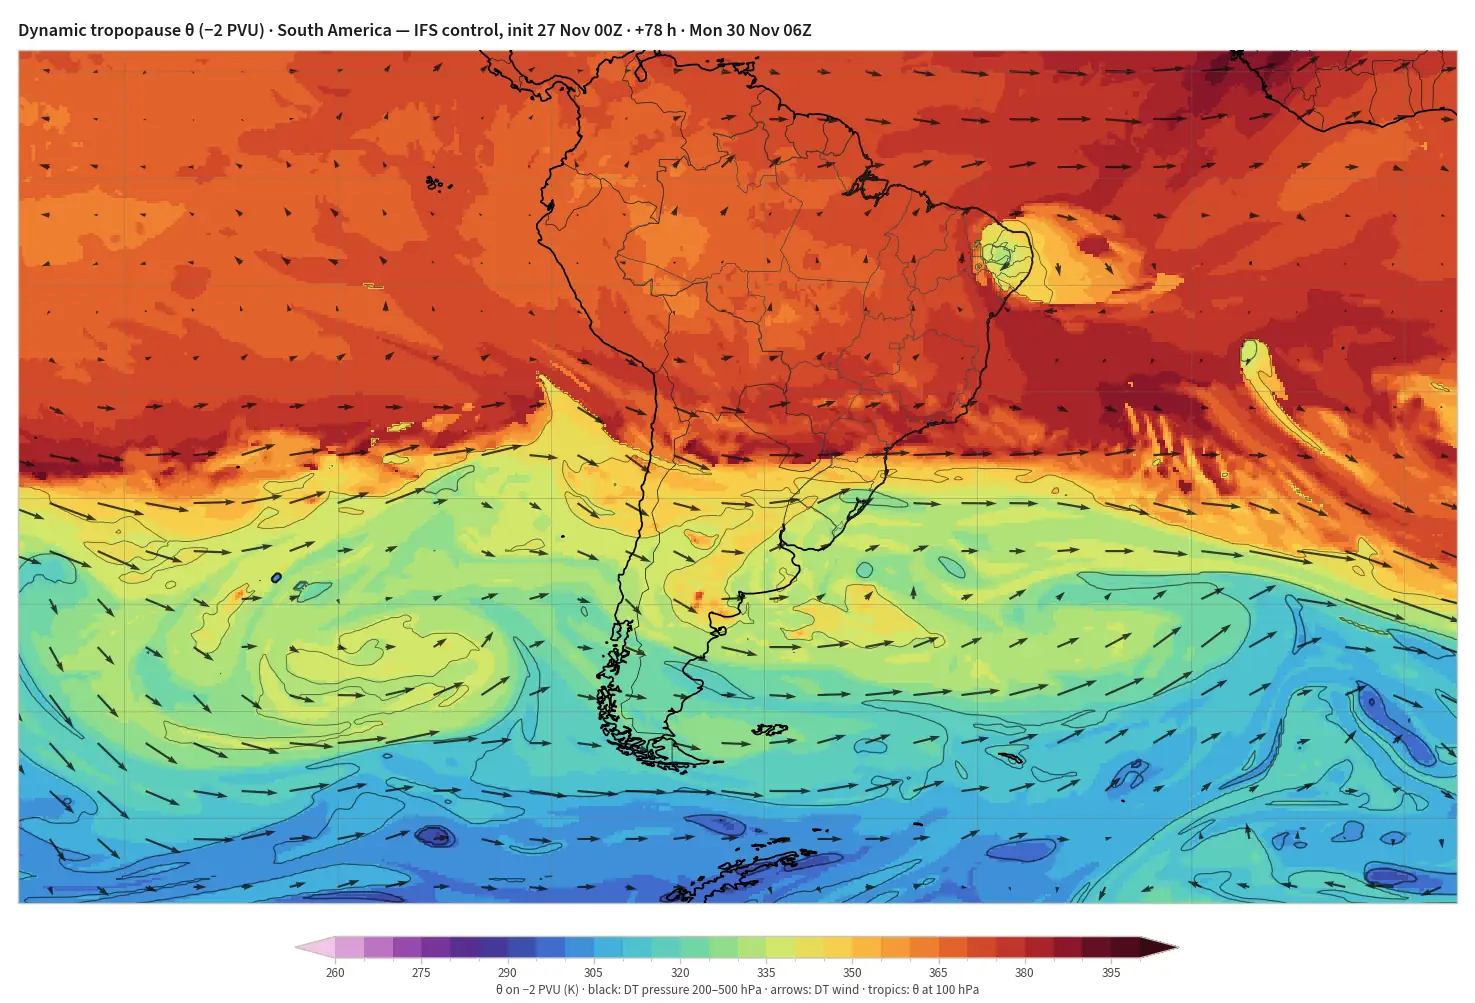 Dynamic tropopause θ (−2 PVU) · South America — IFS control, init 27 Nov 00Z · +78 h · Mon 30 Nov 06Z
260 275 290 305 320 335 350 365 380 395
θ on −2 PVU (K) · black: DT pressure 200–500 hPa · arrows: DT wind · tropics: θ at 100 hPa